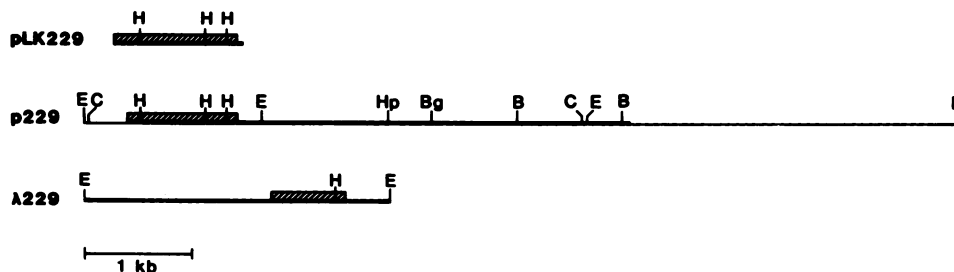 H H H
pLK229
E C H H H E Hp Bg B C E B
p229
H
E E
λ229
1 kb